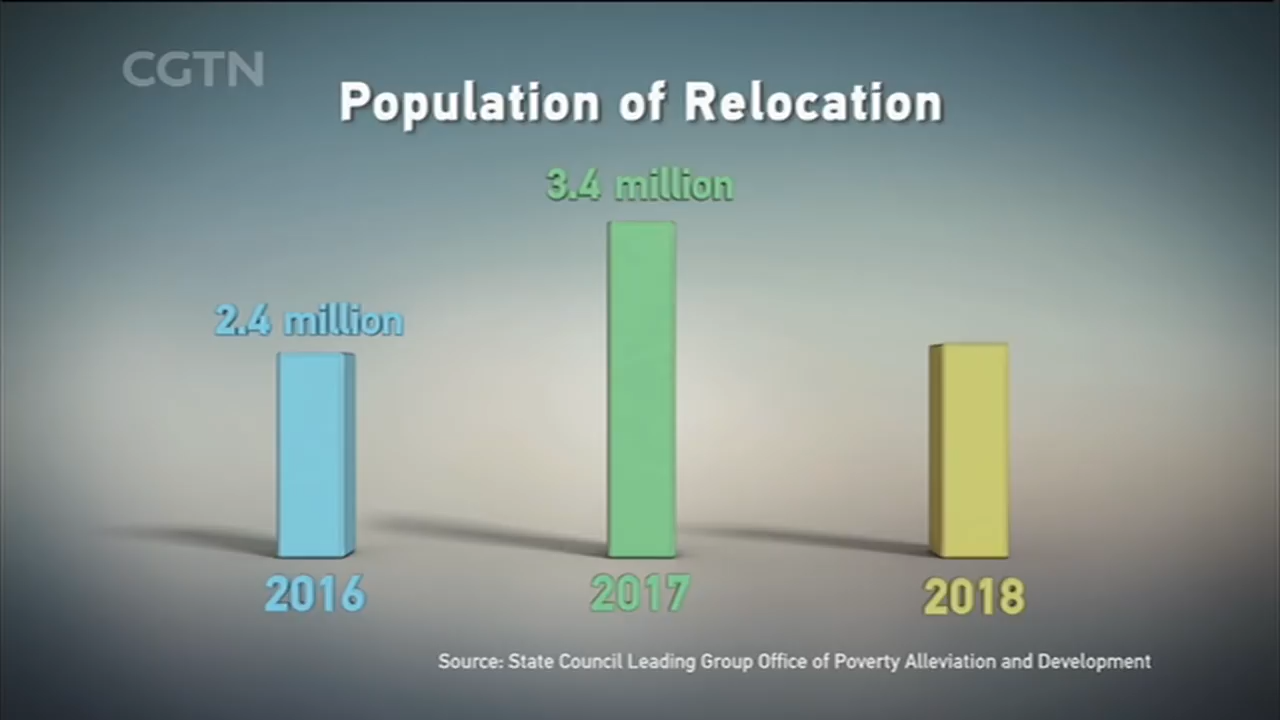 CGTN
Population of Relocation
3.4 million
2.4 million
2016
2017
2018
Source: State Council Leading Group Office of Poverty Alleviation and Development